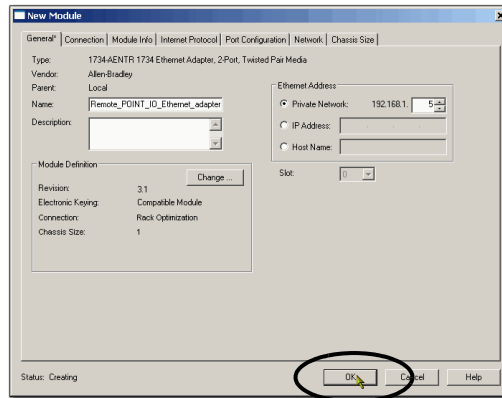 New Module
General* Connection Module Info Internet Protocol Port Configuration Network Chassis Size
Type: 1734-AENTR 1734 Ethernet Adapter, 2-Port, Twisted Pair Media
Vendor: Allen-Bradley
Parent: Local
Name: Remote_POINT_IO_Ethernet_adapter
Description:
Ethernet Address
Private Network: 192.168.1. 5
IP Address:
Host Name:
Slot: 0
Module Definition
Change ...
Revision: 3.1
Electronic Keying: Compatible Module
Connection: Rack Optimization
Chassis Size: 1
Status: Creating
OK Cancel Help